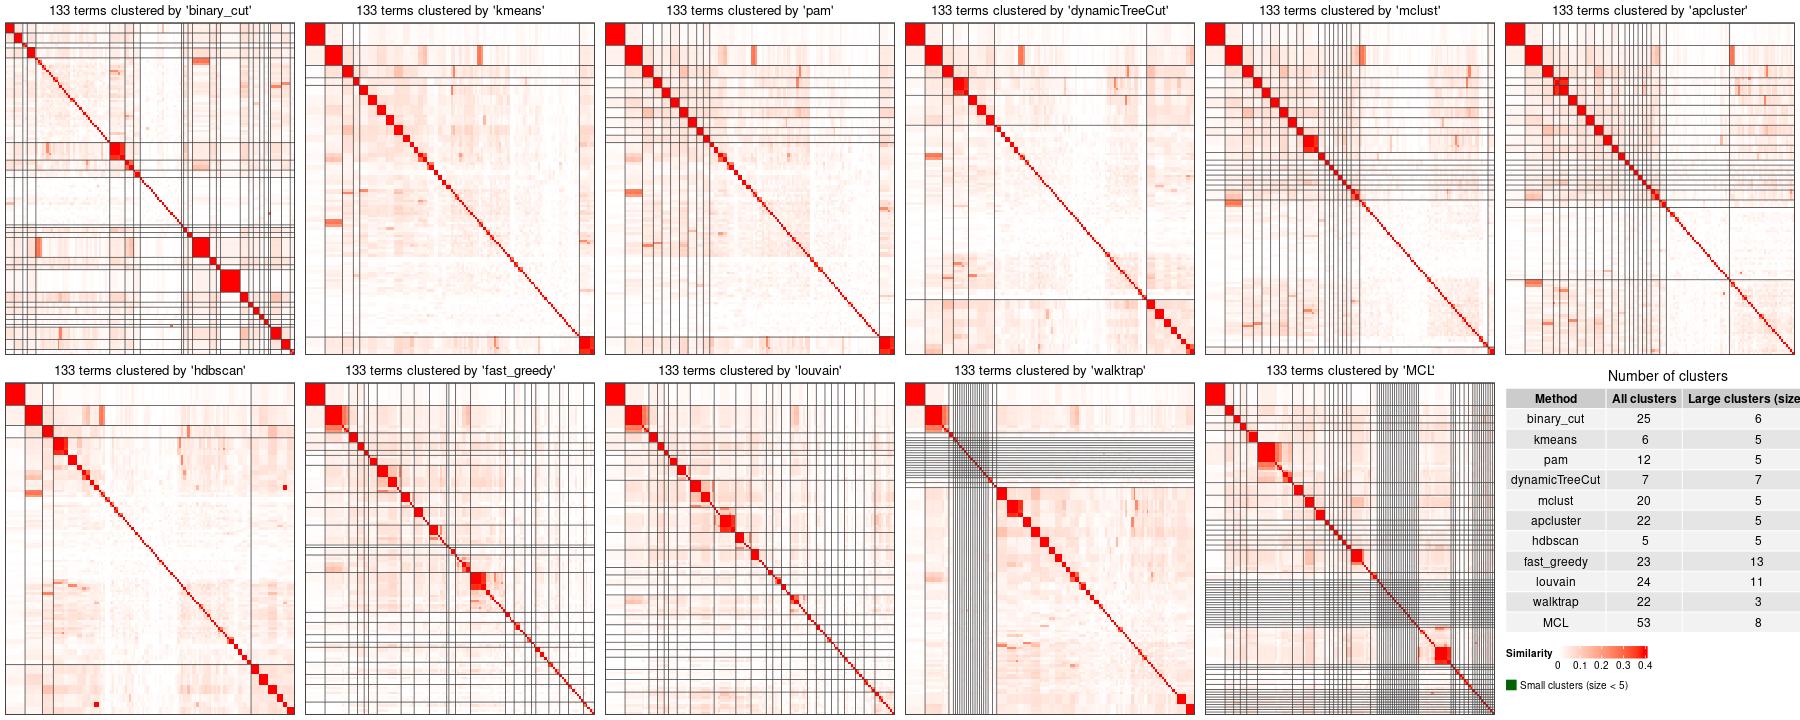 133 terms clustered by 'binary_cut'
133 terms clustered by 'kmeans'
133 terms clustered by 'pam'
133 terms clustered by 'dynamicTreeCut'
133 terms clustered by 'mclust'
133 terms clustered by 'apcluster'
133 terms clustered by 'hdbscan'
133 terms clustered by 'fast_greedy'
133 terms clustered by 'louvain'
133 terms clustered by 'walktrap'
133 terms clustered by 'MCL'
Number of clusters
Method All clusters Large clusters (size
binary_cut 25 6
kmeans 6 5
pam 12 5
dynamicTreeCut 7 7
mclust 20 5
apcluster 22 5
hdbscan 5 5
fast_greedy 23 13
louvain 24 11
walktrap 22 3
MCL 53 8
Similarity
0 0.1 0.2 0.3 0.4
Small clusters (size < 5)